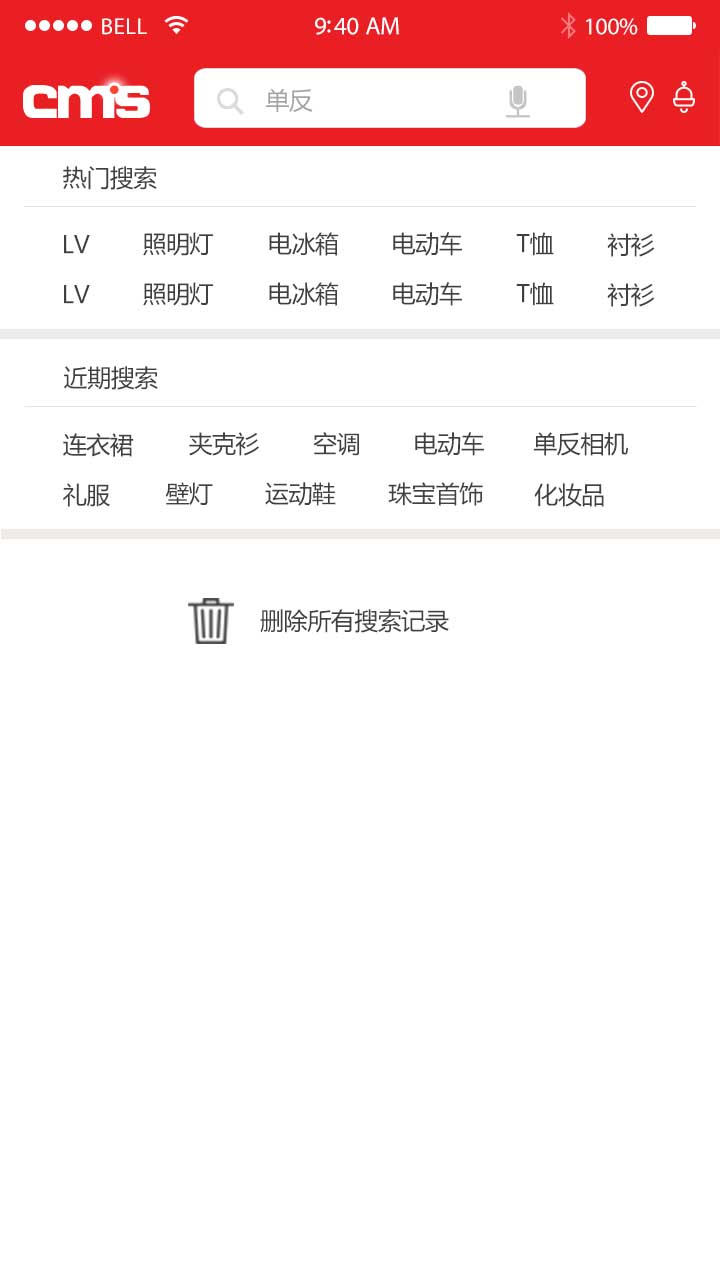 BELL 9:40 AM 100%
cms 单反
热门搜索
LV 照明灯 电冰箱 电动车 T恤 衬衫
LV 照明灯 电冰箱 电动车 T恤 衬衫
近期搜索
连衣裙 夹克衫 空调 电动车 单反相机
礼服 壁灯 运动鞋 珠宝首饰 化妆品
删除所有搜索记录